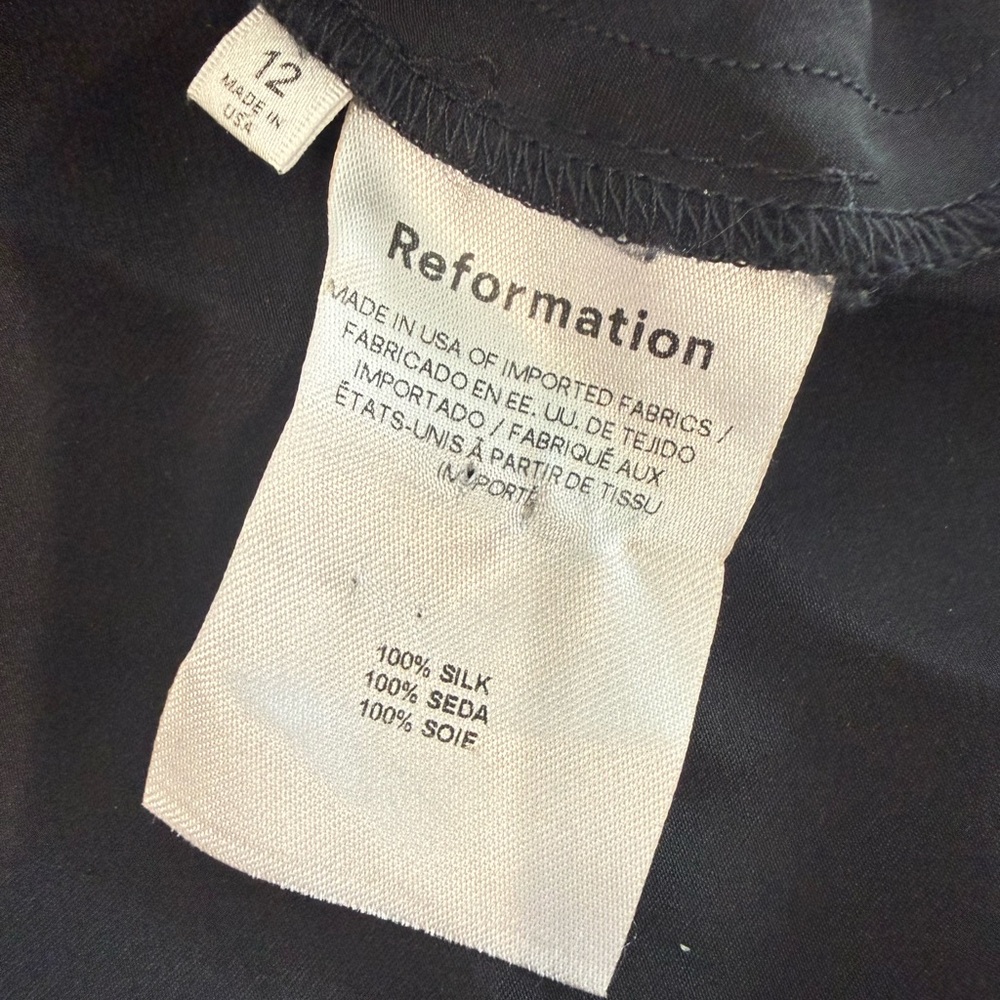 12
MADE IN
USA
Reformation
MADE IN USA OF IMPORTED FABRICS /
FABRICADO EN EE. UU. DE TEJIDO
IMPORTADO / FABRIQUÉ AUX
ÉTATS-UNIS À PARTIR DE TISSU
IMPORTÉ
100% SILK
100% SEDA
100% SOIE